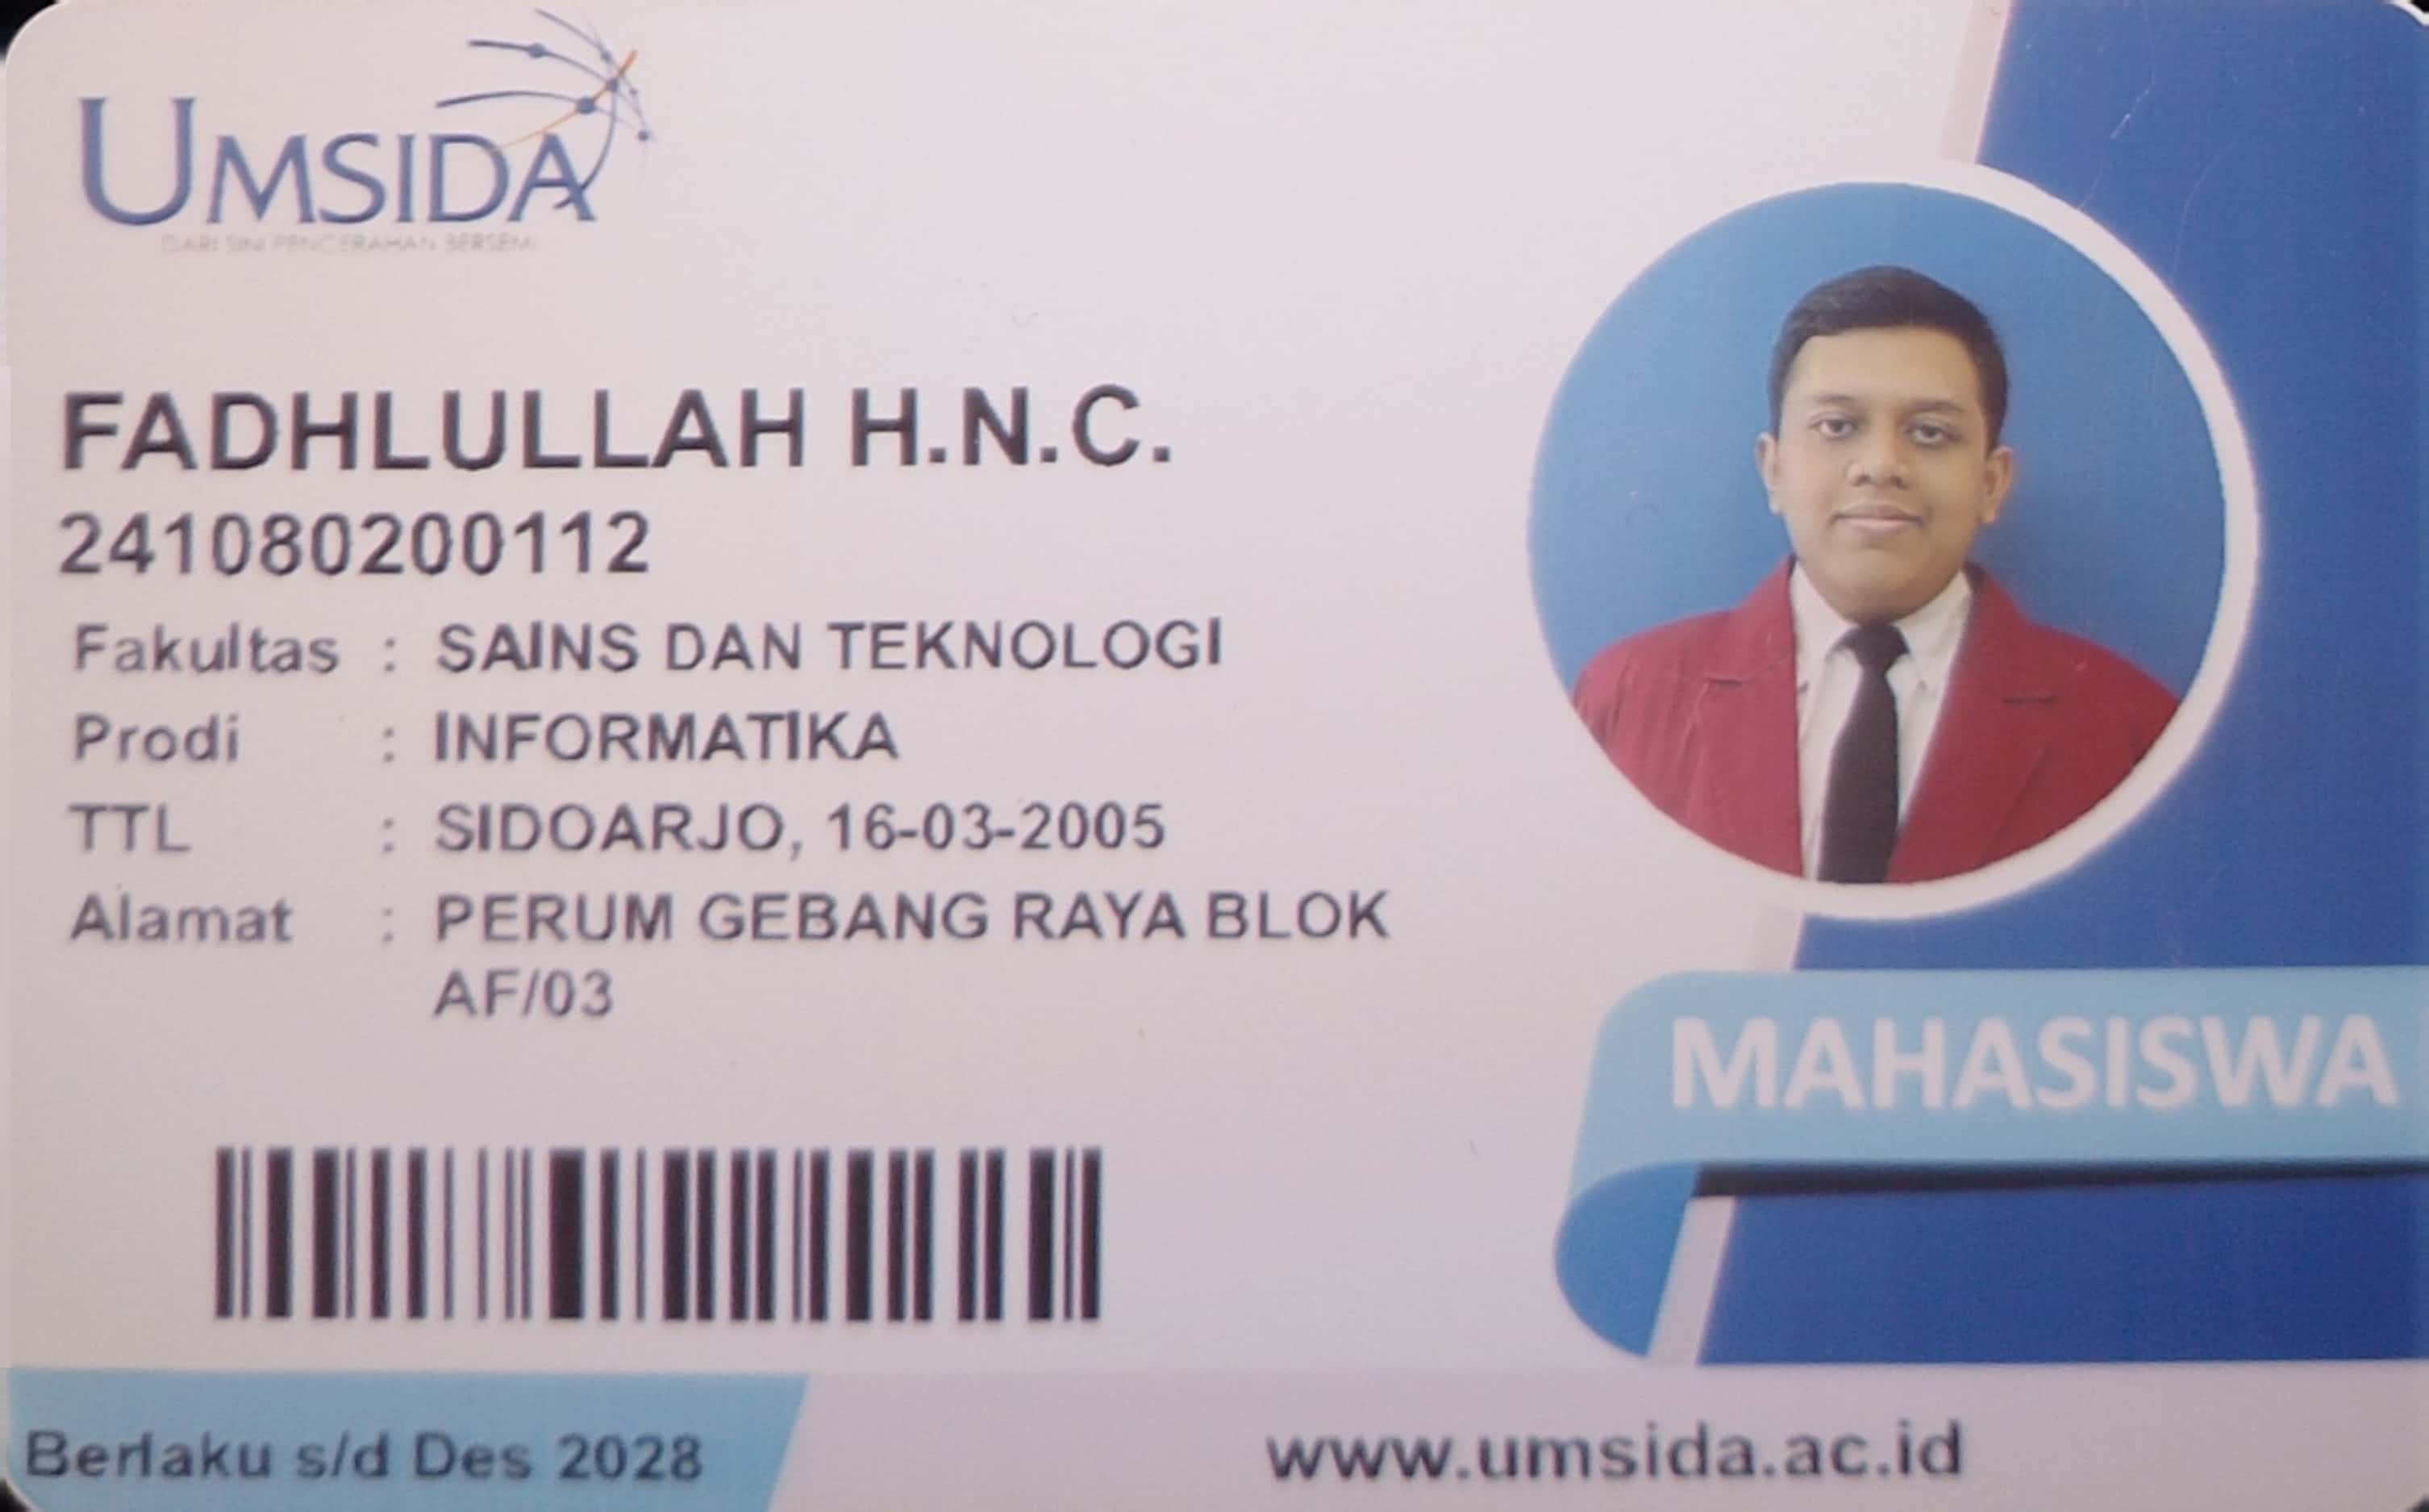 UMSIDA
DARI SINI PENCERAHAN BERSEMI
FADHLULLAH H.N.C.
241080200112
Fakultas : SAINS DAN TEKNOLOGI
Prodi : INFORMATIKA
TTL : SIDOARJO, 16-03-2005
Alamat : PERUM GEBANG RAYA BLOK
AF/03
MAHASISWA
Berlaku s/d Des 2028
www.umsida.ac.id